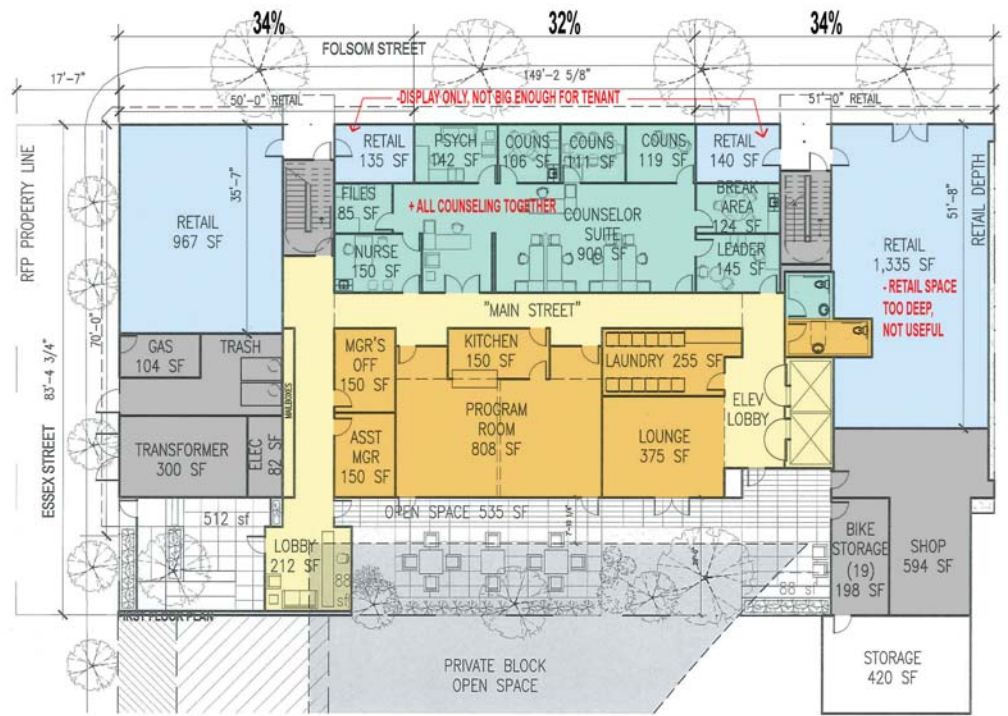 34%
32%
34%
FOLSOM STREET
17'-7"
149'-2 5/8"
50'-0" RETAIL
-DISPLAY ONLY, NOT BIG ENOUGH FOR TENANT
51'-0" RETAIL
RFP PROPERTY LINE
ESSEX STREET
83'-4 3/4"
70'-0"
35'-7"
RETAIL
967 SF
RETAIL
135 SF
PSYCH
142 SF
COUNS
106 SF
COUNS
111 SF
COUNS
119 SF
RETAIL
140 SF
FILES
85 SF
+ ALL COUNSELING TOGETHER
COUNSELOR
SUITE
900 SF
BREAK
AREA
124 SF
NURSE
150 SF
LEADER
145 SF
51'-8"
RETAIL DEPTH
RETAIL
1,335 SF
- RETAIL SPACE
TOO DEEP,
NOT USEFUL
"MAIN STREET"
GAS
104 SF
TRASH
MAILBOXES
MGR'S
OFF
150 SF
KITCHEN
150 SF
LAUNDRY 255 SF
ELEV
LOBBY
TRANSFORMER
300 SF
ELEC
82 SF
ASST
MGR
150 SF
PROGRAM
ROOM
808 SF
LOUNGE
375 SF
512 sf
OPEN SPACE 535 SF
7'-10 1/4"
LOBBY
212 SF
88
sf
88 sf
BIKE
STORAGE
(19)
198 SF
SHOP
594 SF
FIRST FLOOR PLAN
PRIVATE BLOCK
OPEN SPACE
STORAGE
420 SF